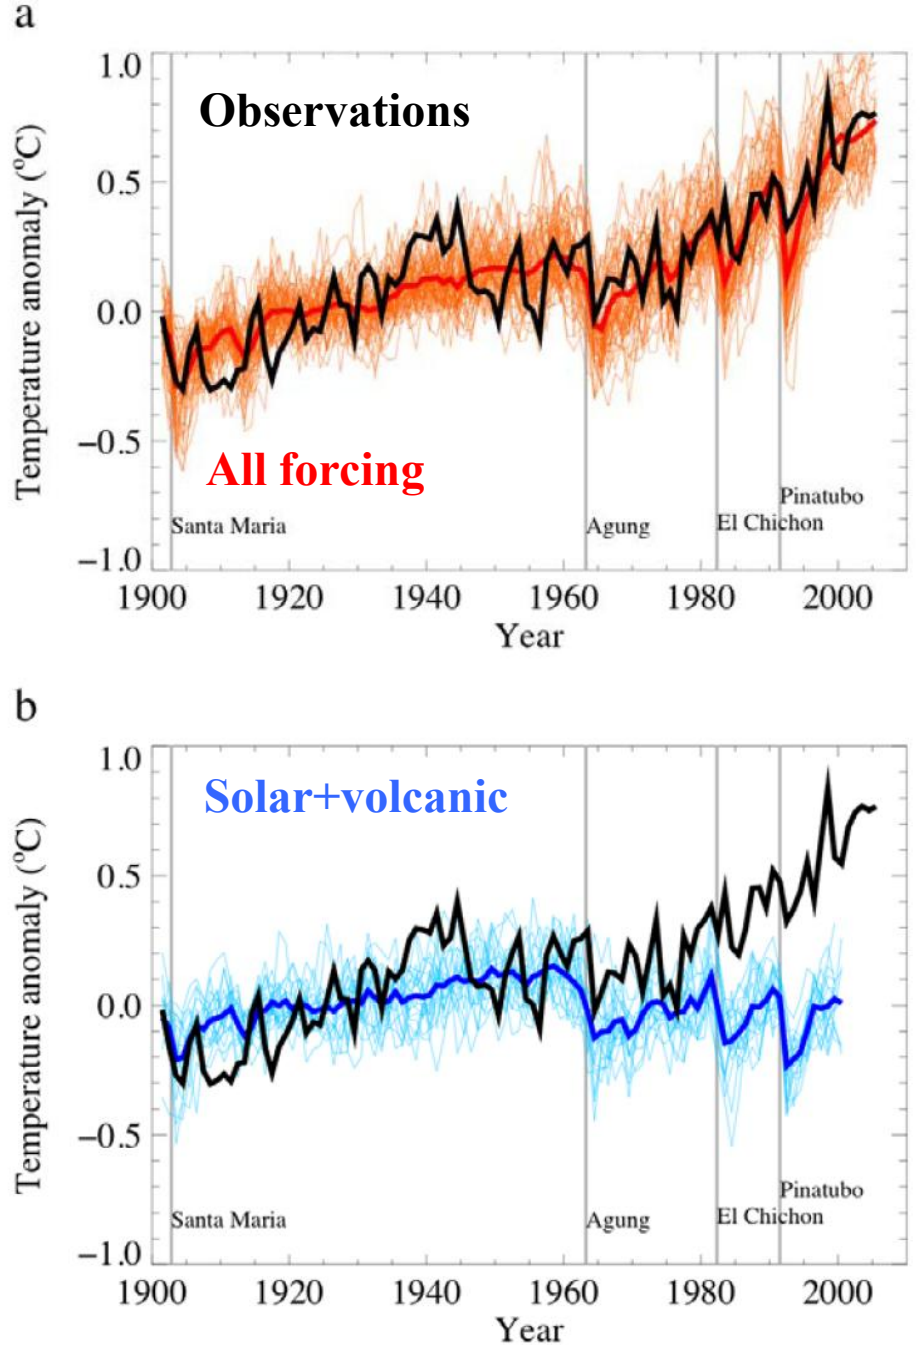 a
Temperature anomaly (°C)
1.0
0.5
0.0
−0.5
−1.0
Observations
All forcing
Santa Maria
Agung
El Chichon
Pinatubo
1900 1920 1940 1960 1980 2000
Year
b
Temperature anomaly (°C)
1.0
0.5
0.0
−0.5
−1.0
Solar+volcanic
Santa Maria
Agung
El Chichon
Pinatubo
1900 1920 1940 1960 1980 2000
Year